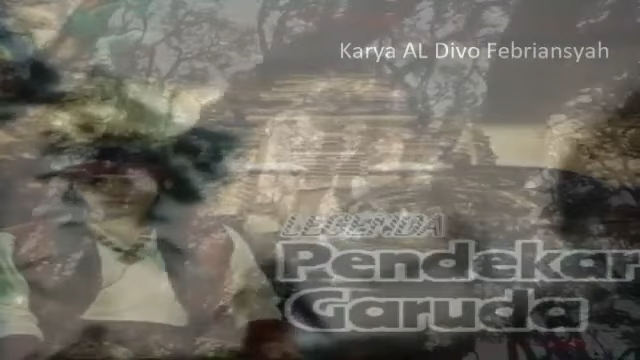 Karya AL Divo Febriansyah
LEGENDA
Pendekar
Garuda